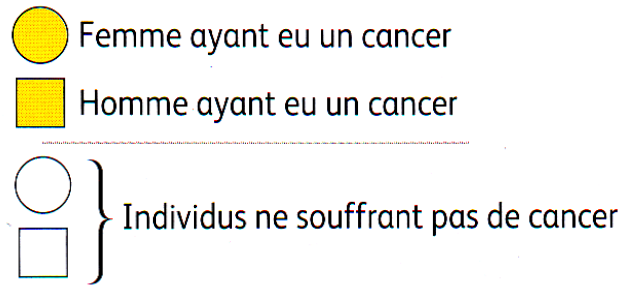 Femme ayant eu un cancer
Homme ayant eu un cancer
Individus ne souffrant pas de cancer